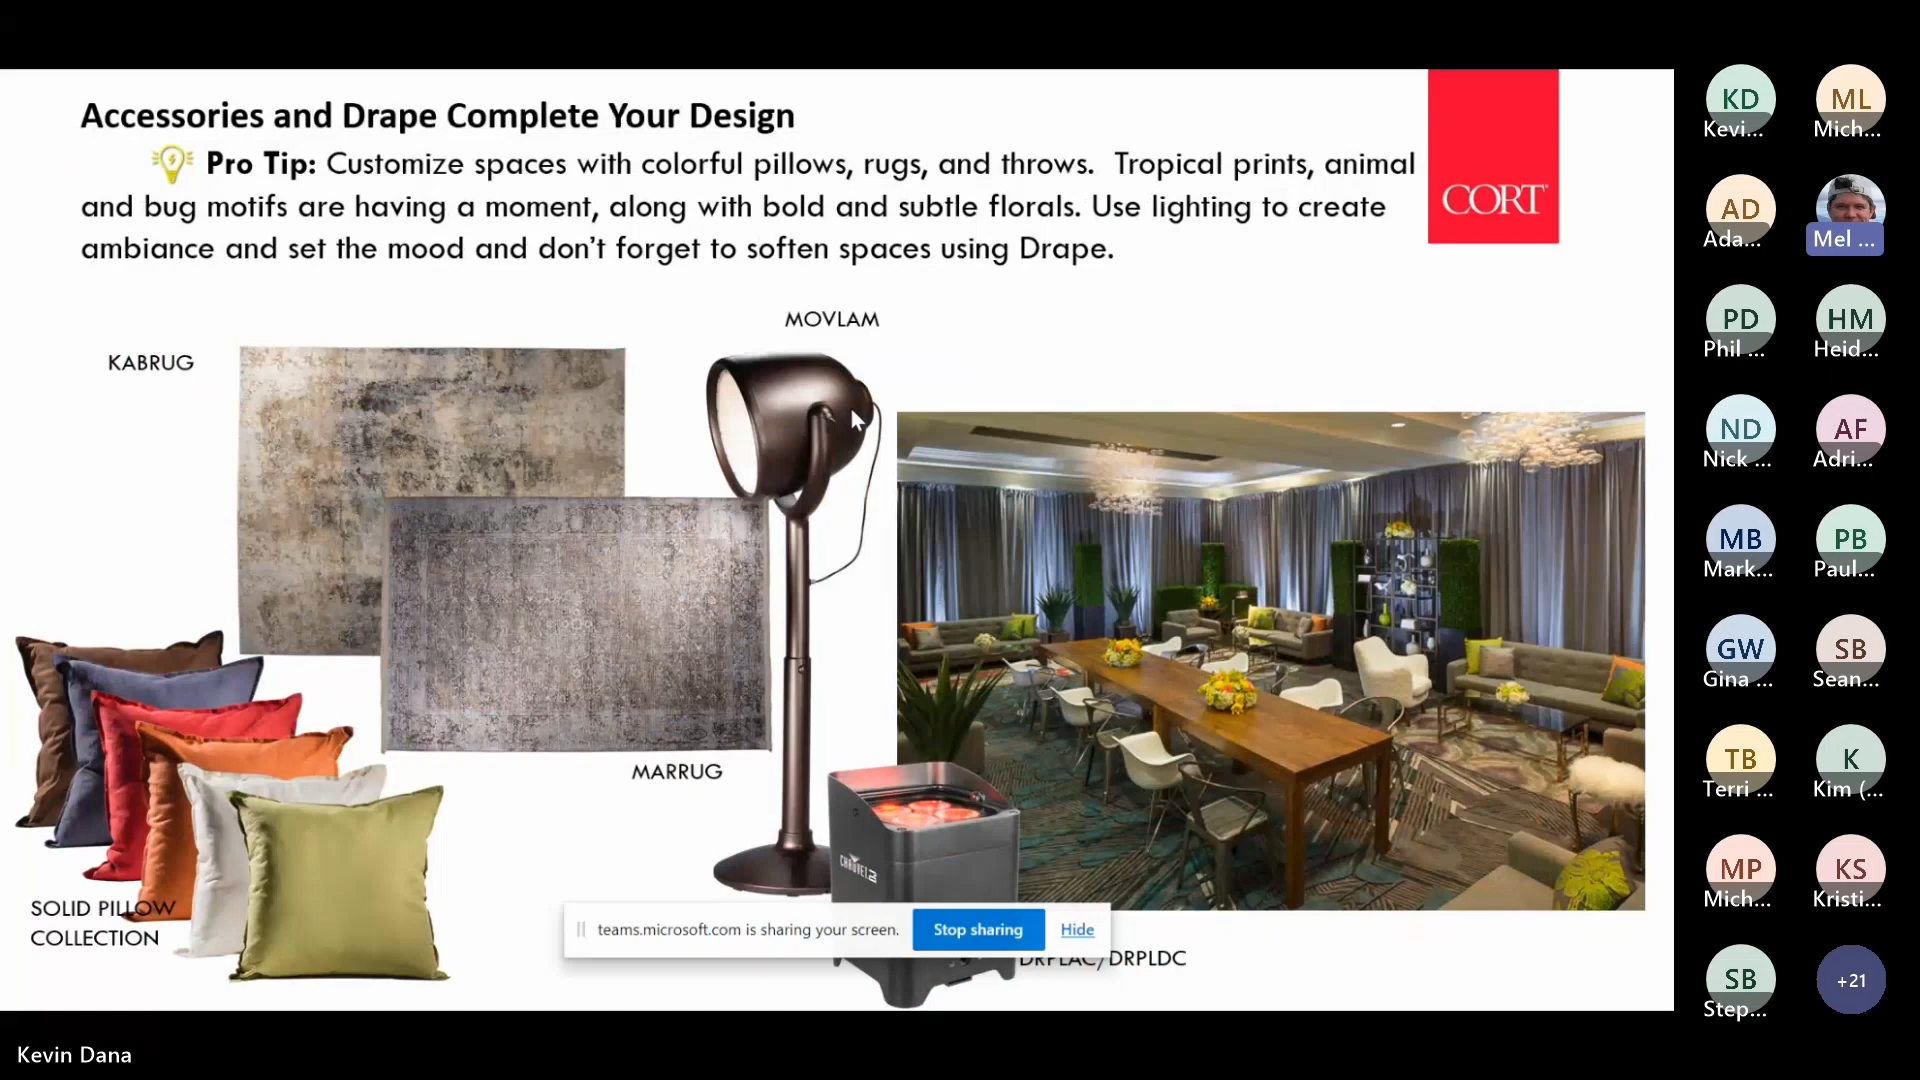 Accessories and Drape Complete Your Design
Pro Tip: Customize spaces with colorful pillows, rugs, and throws. Tropical prints, animal
and bug motifs are having a moment, along with bold and subtle florals. Use lighting to create
ambiance and set the mood and don't forget to soften spaces using Drape.
CORT
MOVLAM
KABRUG
MARRUG
CHAUVET
SOLID PILLOW
COLLECTION
teams.microsoft.com is sharing your screen.
Stop sharing
Hide
DRPLAC/DRPLDC
Kevin Dana
KD
Kevi...
ML
Mich...
AD
Ada...
Mel ...
PD
Phil ...
HM
Heid...
ND
Nick ...
AF
Adri...
MB
Mark...
PB
Paul...
GW
Gina ...
SB
Sean...
TB
Terri ...
K
Kim (...
MP
Mich...
KS
Kristi...
SB
Step...
+21